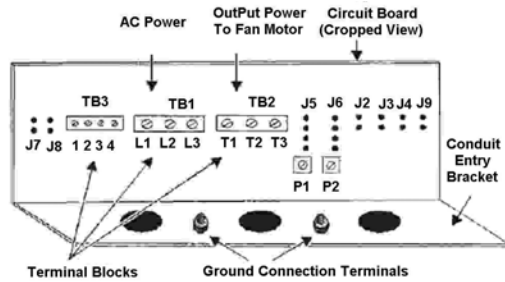 AC Power
OutPut Power
To Fan Motor
Circuit Board
(Cropped View)
TB3
TB1
TB2
J5
J6
J2
J3
J4
J9
J7
J8
1 2 3 4
L1
L2
L3
T1
T2
T3
P1
P2
Conduit
Entry
Bracket
Terminal Blocks
Ground Connection Terminals